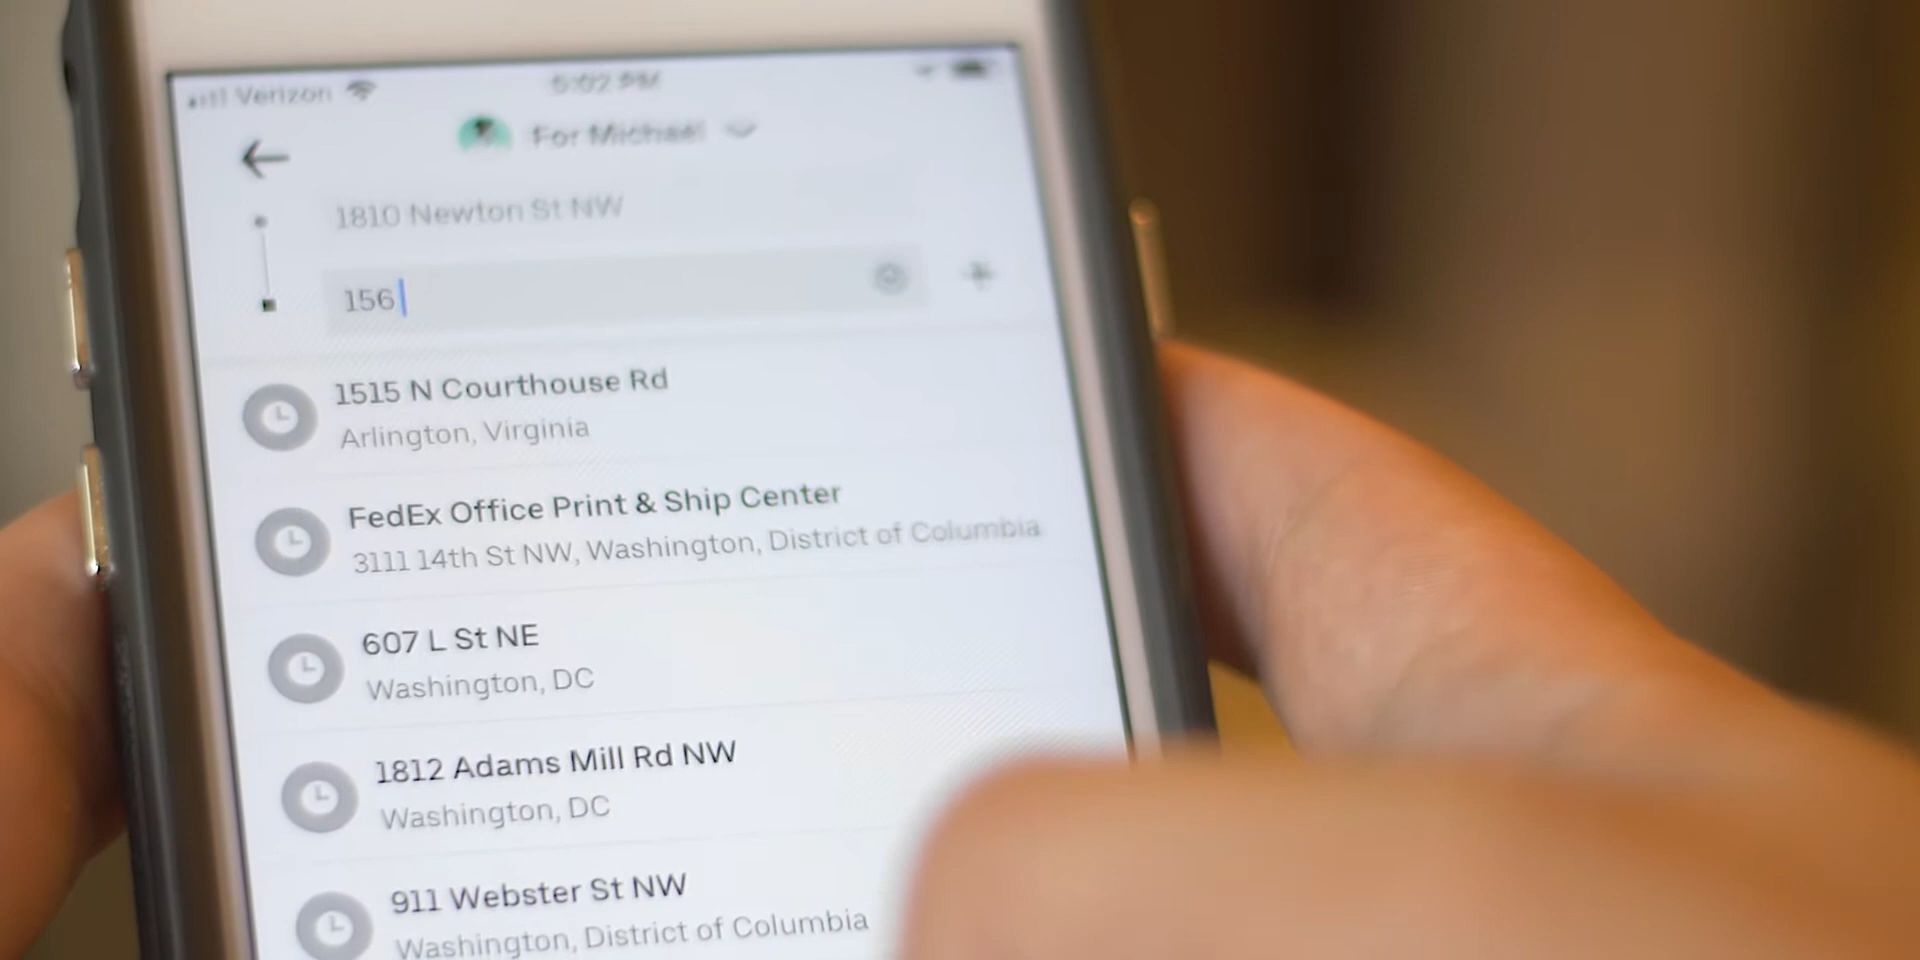 Verizon
5:02 PM
For Michael
1810 Newton St NW
156
1515 N Courthouse Rd
Arlington, Virginia
FedEx Office Print & Ship Center
3111 14th St NW, Washington, District of Columbia
607 L St NE
Washington, DC
1812 Adams Mill Rd NW
Washington, DC
911 Webster St NW
Washington, District of Columbia